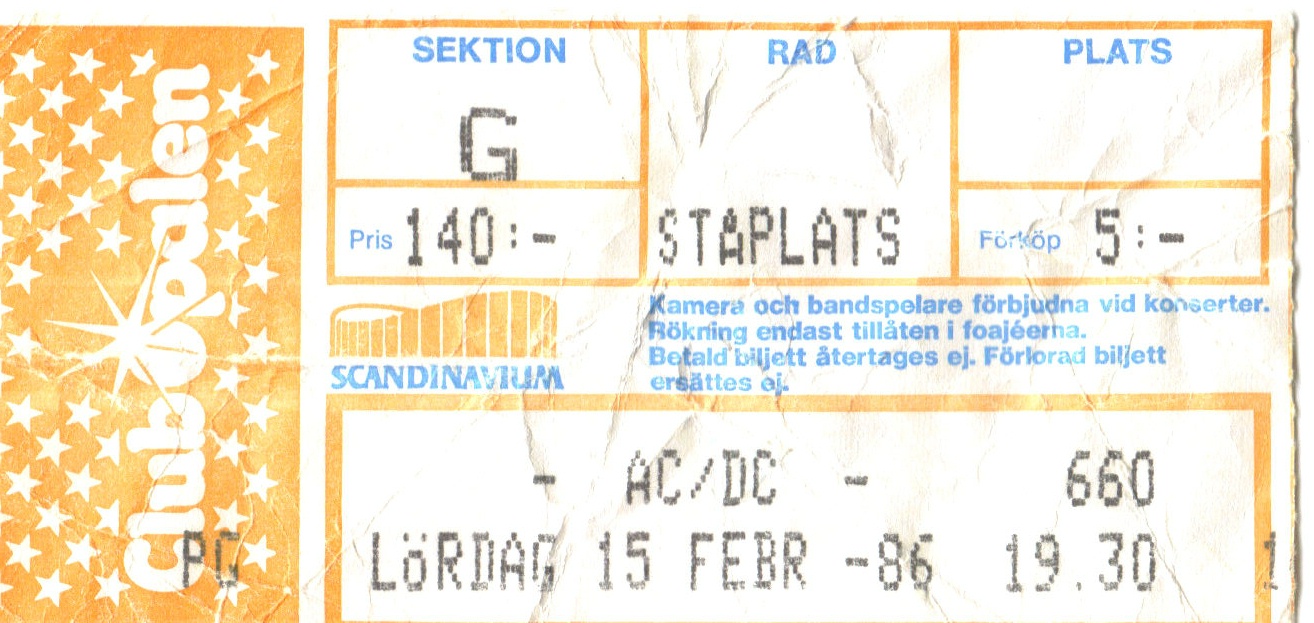 Club Opalen
PG
SEKTION RAD PLATS
G
Pris 140:- STÅPLATS Förköp 5:-
SCANDINAVIUM
Kamera och bandspelare förbjudna vid konserter.
Rökning endast tillåten i foajéerna.
Betald biljett återtages ej. Förlorad biljett
ersättes ej.
- AC/DC - 660
LÖRDAG 15 FEBR -86 19.30 1